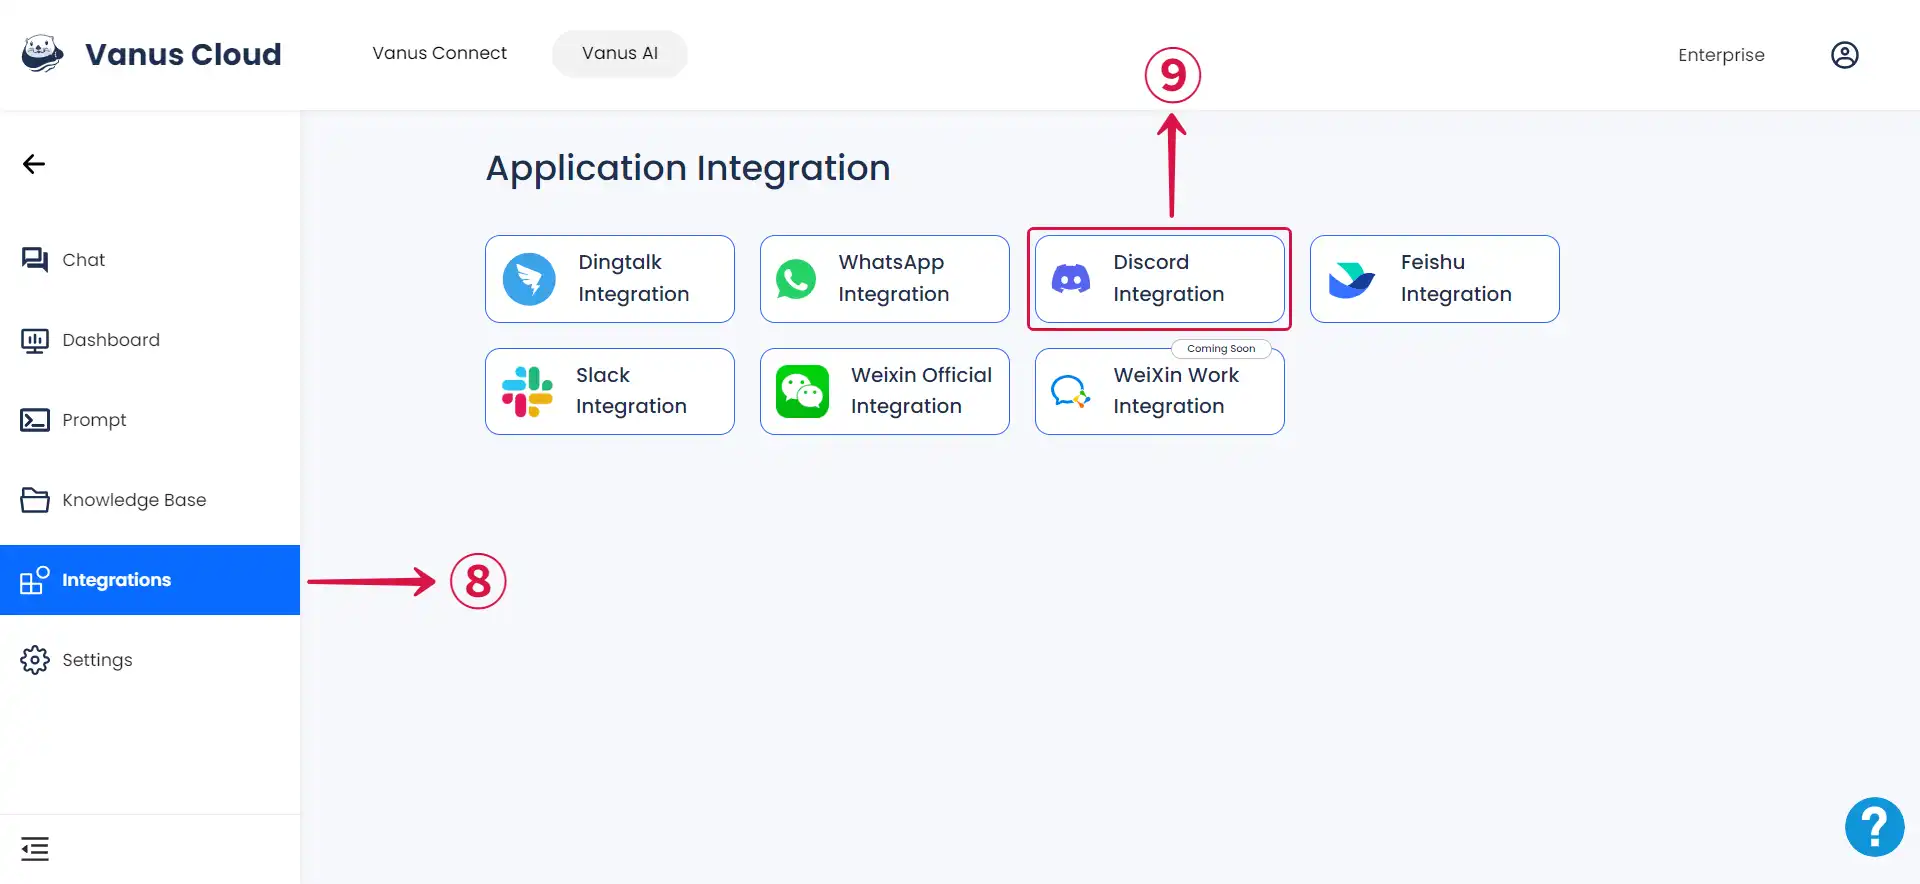 Vanus Cloud
Vanus Connect
Vanus AI
Enterprise
9
Application Integration
Chat
Dashboard
Prompt
Knowledge Base
Integrations
Settings
8
Dingtalk
Integration
WhatsApp
Integration
Discord
Integration
Feishu
Integration
Slack
Integration
Weixin Official
Integration
Coming Soon
WeiXin Work
Integration
?